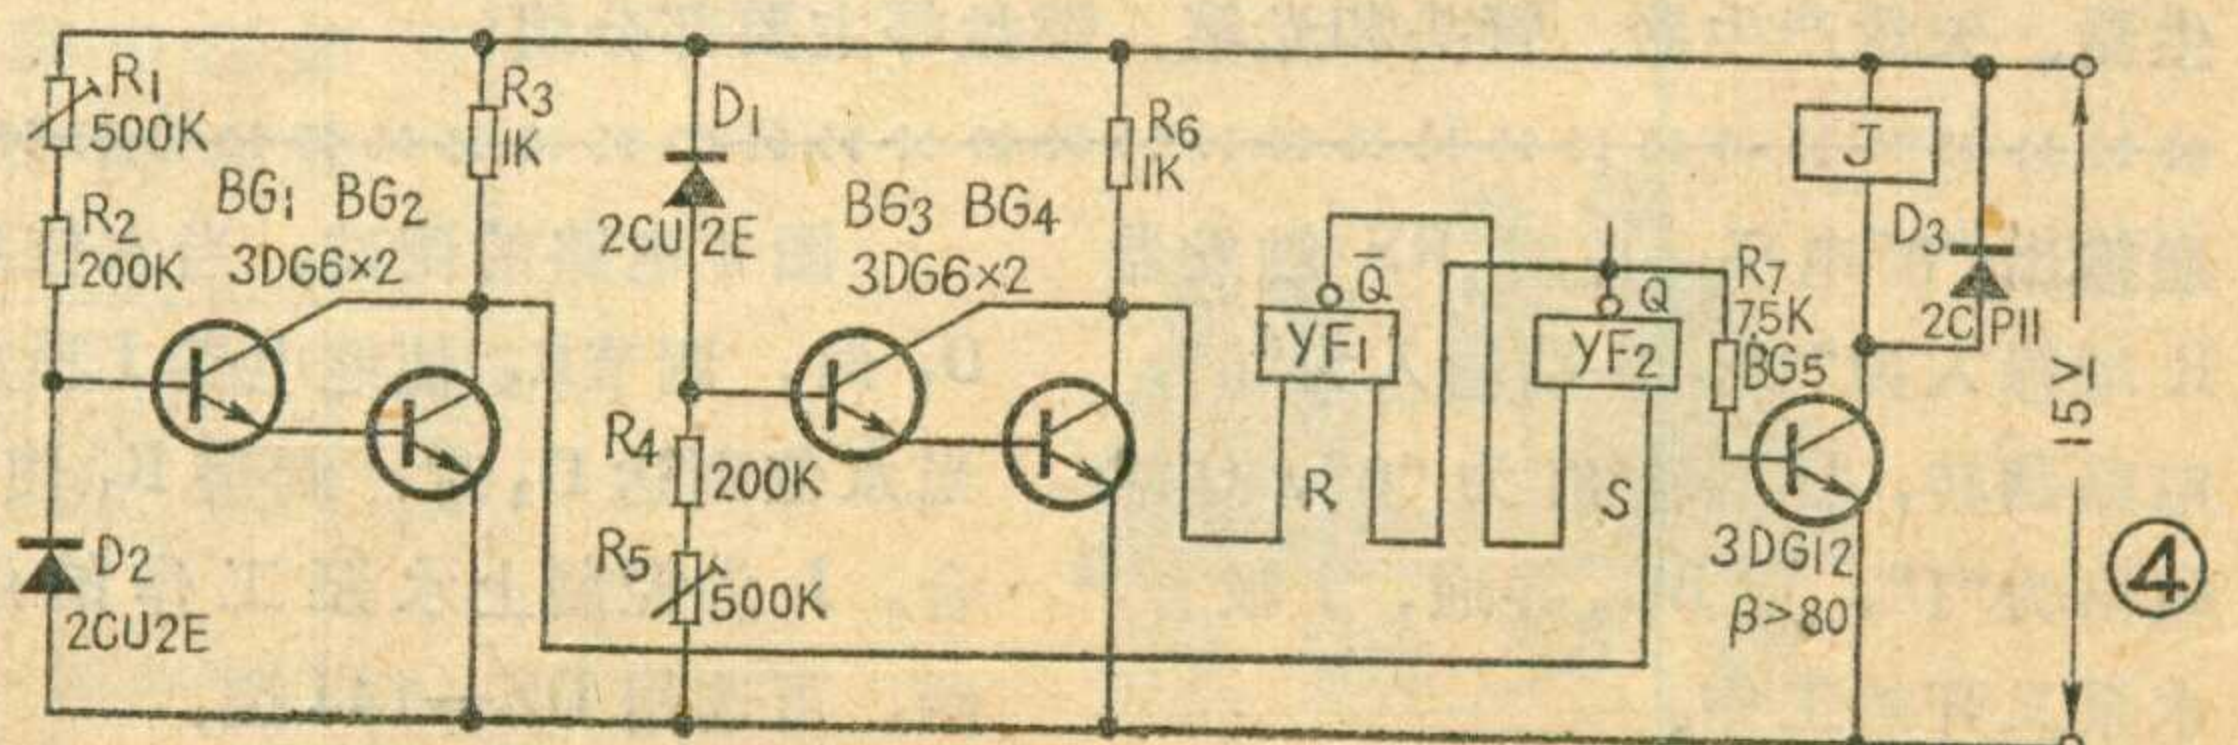 R1
500K
R2
200K
BG1 BG2
3DG6×2
D2
2CU2E
R3
1K
D1
2CU2E
BG3 BG4
3DG6×2
R4
200K
R5
500K
R6
1K
Q̄
YF1
R
Q
YF2
S
R7
7.5K
BG5
3DG12
β>80
J
D3
2CP11
15V
④